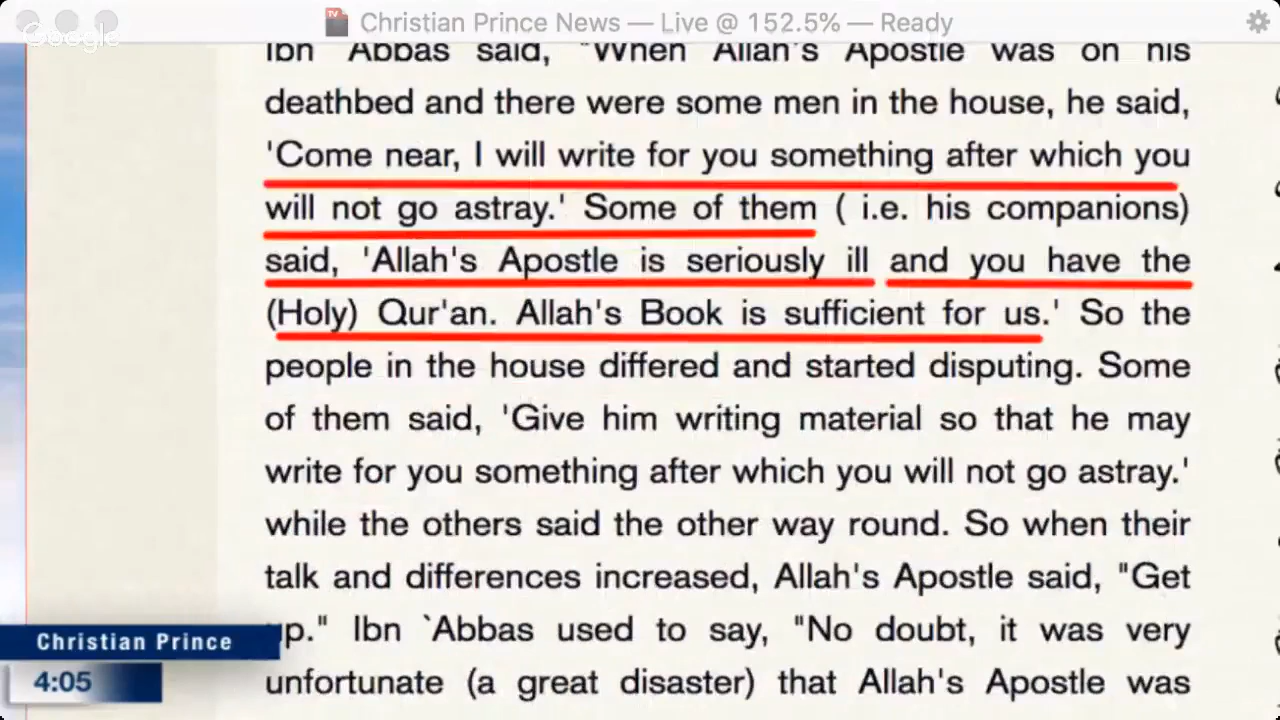 Christian Prince News — Live @ 152.5% — Ready
Google
Ibn Abbas said, "When Allah's Apostle was on his
deathbed and there were some men in the house, he said,
'Come near, I will write for you something after which you
will not go astray.' Some of them ( i.e. his companions)
said, 'Allah's Apostle is seriously ill and you have the
(Holy) Qur'an. Allah's Book is sufficient for us.' So the
people in the house differed and started disputing. Some
of them said, 'Give him writing material so that he may
write for you something after which you will not go astray.'
while the others said the other way round. So when their
talk and differences increased, Allah's Apostle said, "Get
up." Ibn `Abbas used to say, "No doubt, it was very
unfortunate (a great disaster) that Allah's Apostle was
Christian Prince
4:05